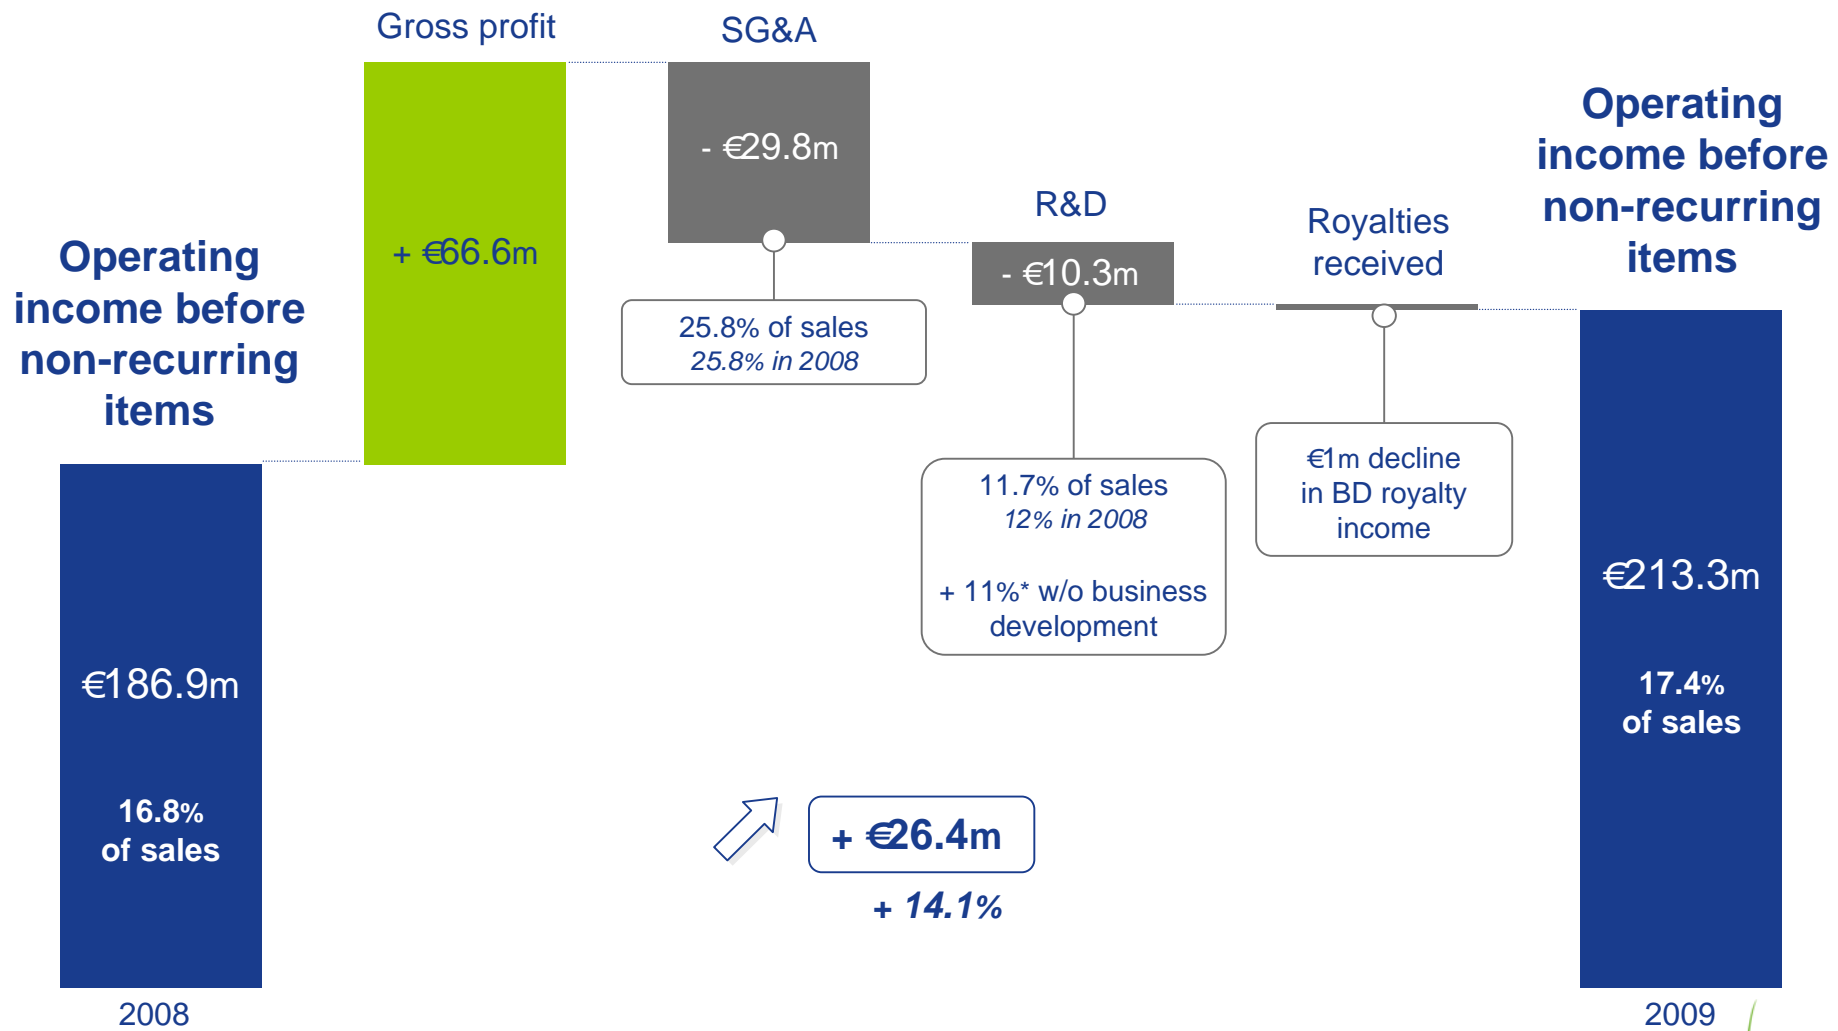 Gross profit
SG&A
Operating
income before
non-recurring
items
+ €66.6m
- €29.8m
R&D
- €10.3m
Royalties
received
Operating
income before
non-recurring
items
25.8% of sales
25.8% in 2008
11.7% of sales
12% in 2008
+ 11%* w/o business
development
€1m decline
in BD royalty
income
€186.9m
16.8%
of sales
€213.3m
17.4%
of sales
+ €26.4m
+ 14.1%
2008
2009